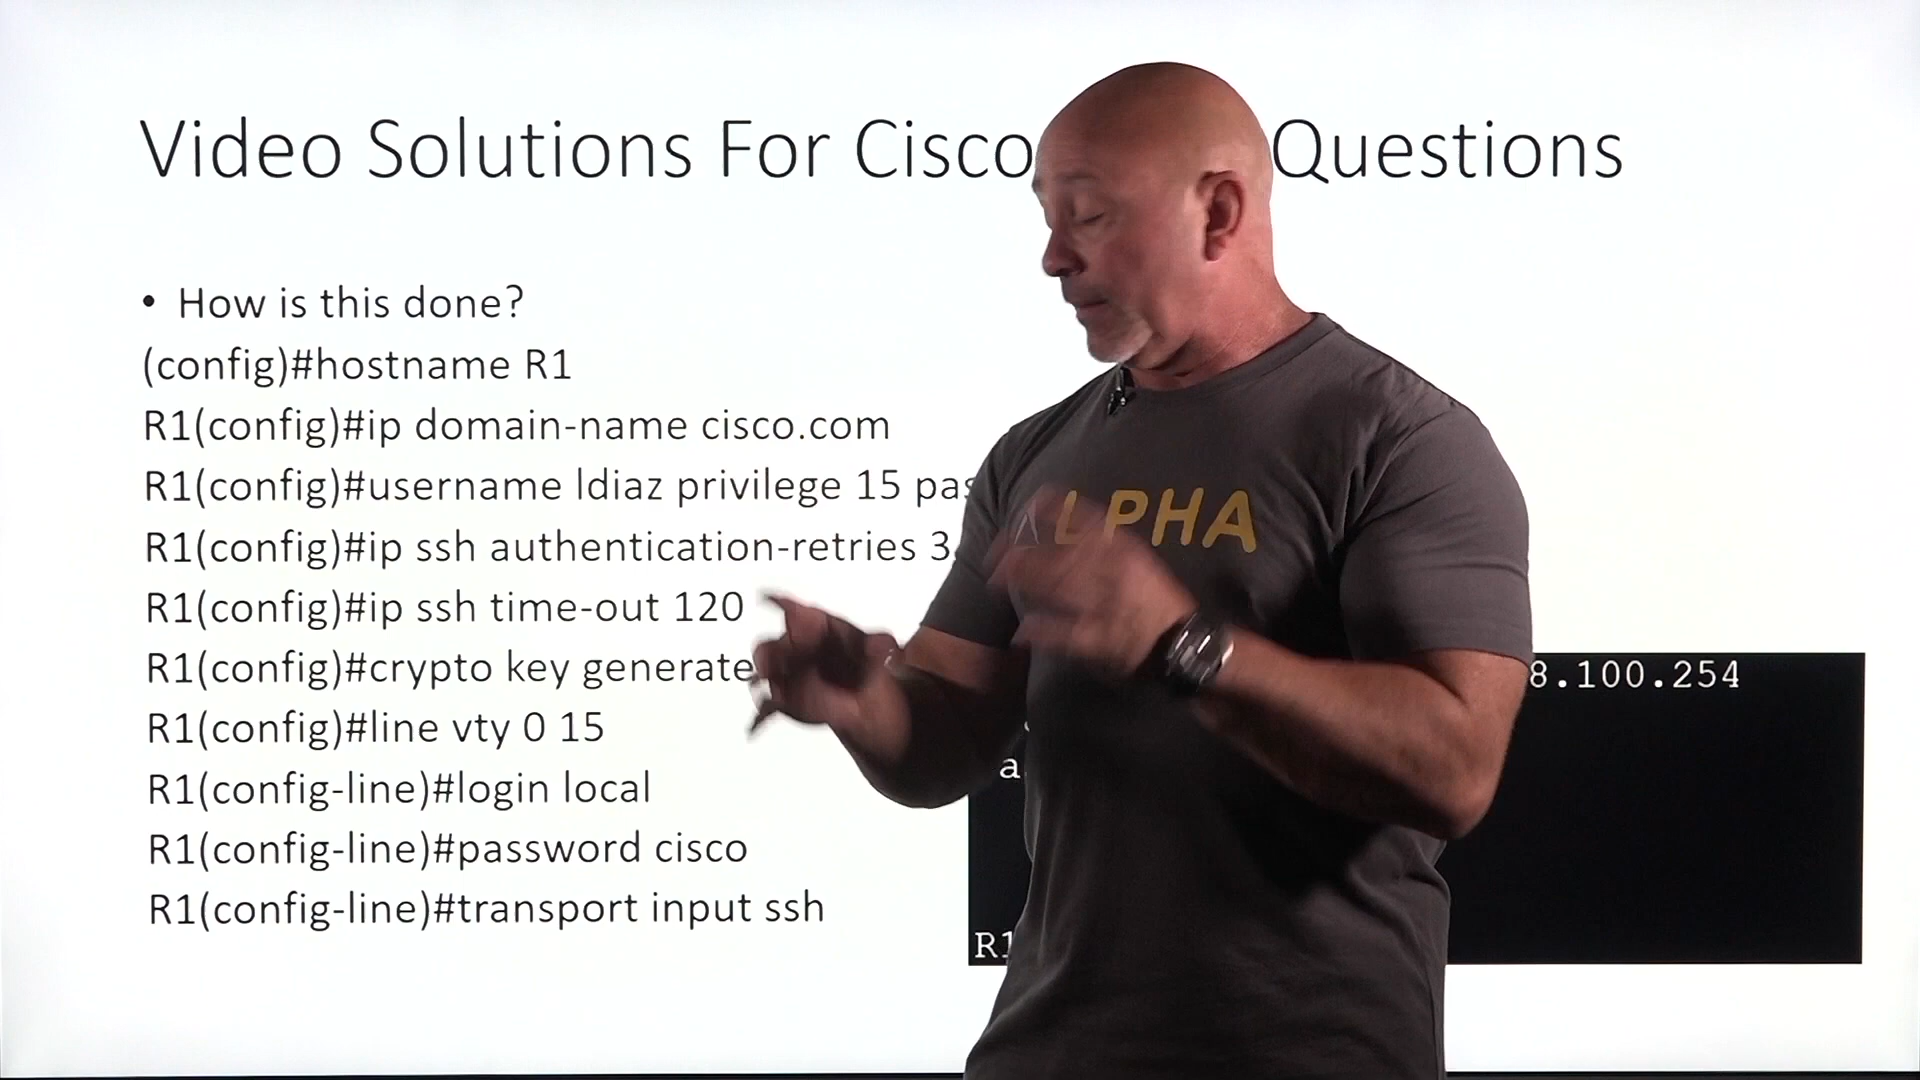 Video Solutions For Cisco Questions
• How is this done?
(config)#hostname R1
R1(config)#ip domain-name cisco.com
R1(config)#username ldiaz privilege 15
R1(config)#ip ssh authentication-retries 3
R1(config)#ip ssh time-out 120
R1(config)#crypto key generate
R1(config)#line vty 0 15
R1(config-line)#login local
R1(config-line)#password cisco
R1(config-line)#transport input ssh
LPHA
8.100.254
a
R1